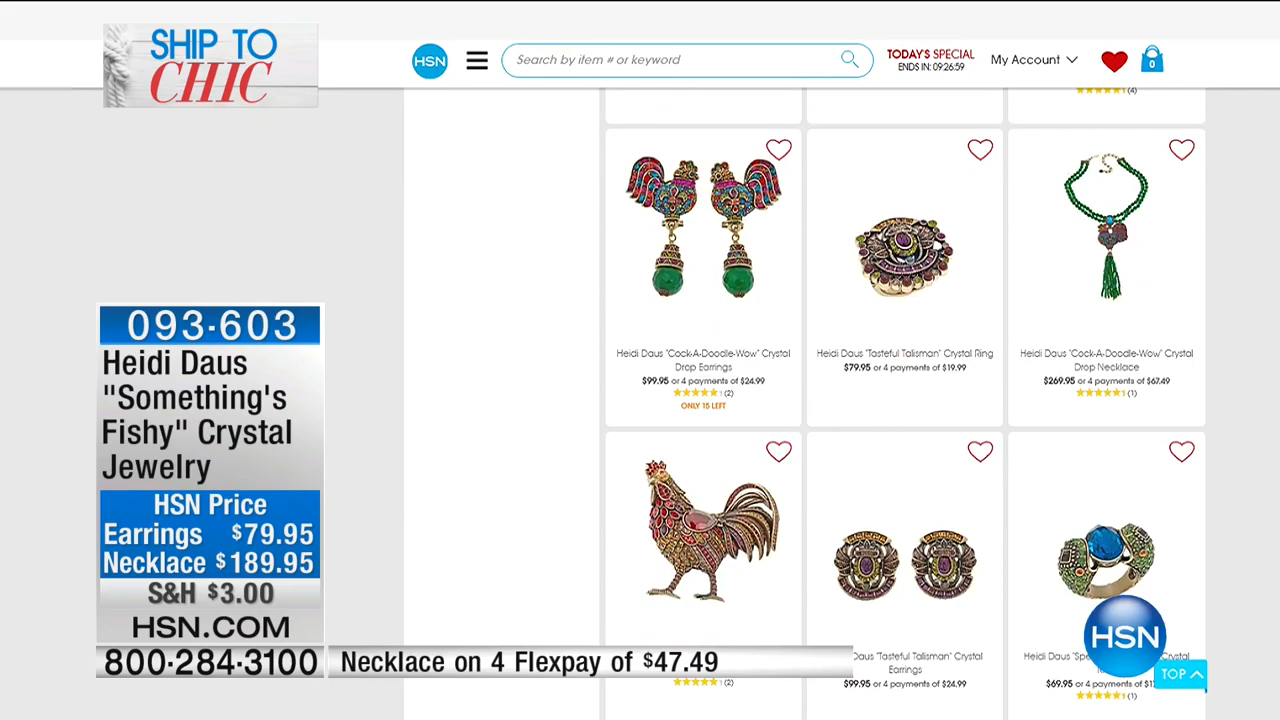 SHIP TO
CHIC
HSN
Search by item # or keyword
TODAY'S SPECIAL
ENDS IN: 09:26:59
My Account
0
(4)
Heidi Daus "Cock-A-Doodle-Wow" Crystal
Drop Earrings
$99.95 or 4 payments of $24.99
(2)
ONLY 15 LEFT
Heidi Daus "Tasteful Talisman" Crystal Ring
$79.95 or 4 payments of $19.99
Heidi Daus "Cock-A-Doodle-Wow" Crystal
Drop Necklace
$269.95 or 4 payments of $67.49
(1)
093-603
Heidi Daus
"Something's
Fishy" Crystal
Jewelry
HSN Price
Earrings $79.95
Necklace $189.95
S&H $3.00
HSN.COM
800-284-3100
Necklace on 4 Flexpay of $47.49
(2)
Daus "Tasteful Talisman" Crystal
Earrings
$99.95 or 4 payments of $24.99
Heidi Daus Crystal
$69.95 or 4 payments of
(1)
HSN
TOP